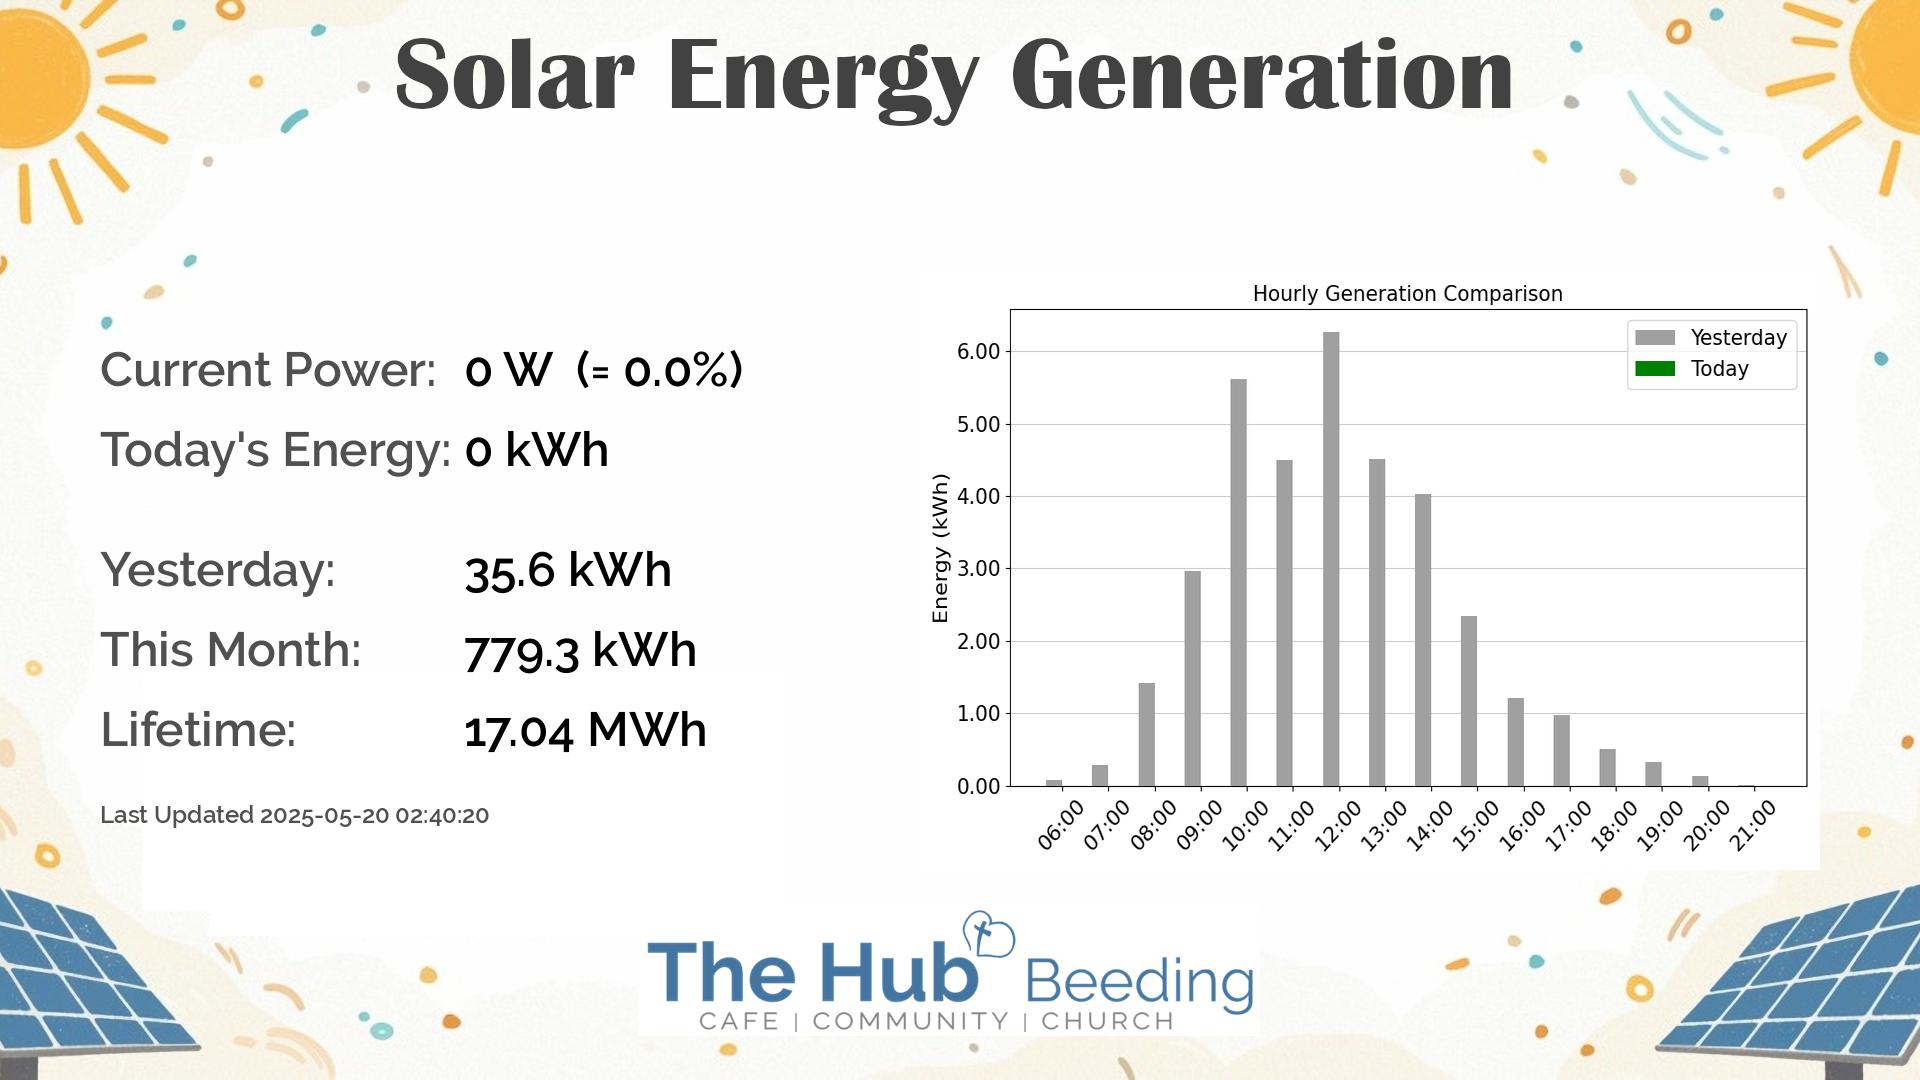 Solar Energy Generation
Current Power: 0 W (= 0.0%)
Today's Energy: 0 kWh
Yesterday: 35.6 kWh
This Month: 779.3 kWh
Lifetime: 17.04 MWh
Last Updated 2025-05-20 02:40:20
Hourly Generation Comparison
Yesterday
Today
Energy (kWh)
6.00
5.00
4.00
3.00
2.00
1.00
0.00
06:00 07:00 08:00 09:00 10:00 11:00 12:00 13:00 14:00 15:00 16:00 17:00 18:00 19:00 20:00 21:00
The Hub Beeding
CAFE | COMMUNITY | CHURCH